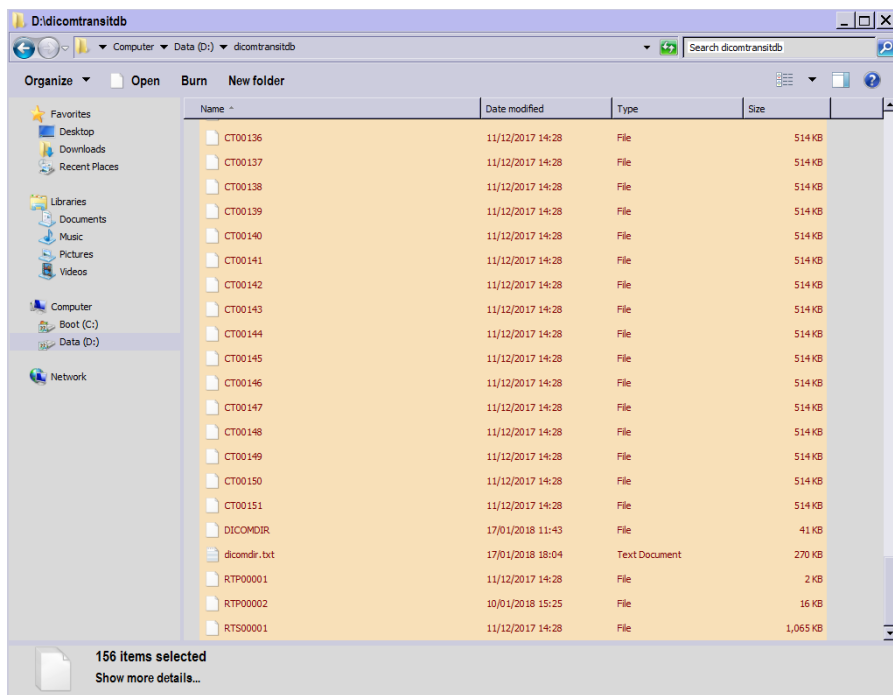 D:\dicomtransitdb
Computer Data (D:) dicomtransitdb Search dicomtransitdb
Organize Open Burn New folder
Favorites
Desktop
Downloads
Recent Places
Libraries
Documents
Music
Pictures
Videos
Computer
Boot (C:)
Data (D:)
Network
Name Date modified Type Size
CT00136 11/12/2017 14:28 File 514 KB
CT00137 11/12/2017 14:28 File 514 KB
CT00138 11/12/2017 14:28 File 514 KB
CT00139 11/12/2017 14:28 File 514 KB
CT00140 11/12/2017 14:28 File 514 KB
CT00141 11/12/2017 14:28 File 514 KB
CT00142 11/12/2017 14:28 File 514 KB
CT00143 11/12/2017 14:28 File 514 KB
CT00144 11/12/2017 14:28 File 514 KB
CT00145 11/12/2017 14:28 File 514 KB
CT00146 11/12/2017 14:28 File 514 KB
CT00147 11/12/2017 14:28 File 514 KB
CT00148 11/12/2017 14:28 File 514 KB
CT00149 11/12/2017 14:28 File 514 KB
CT00150 11/12/2017 14:28 File 514 KB
CT00151 11/12/2017 14:28 File 514 KB
DICOMDIR 17/01/2018 11:43 File 41 KB
dicomdir.txt 17/01/2018 18:04 Text Document 270 KB
RTP00001 11/12/2017 14:28 File 2 KB
RTP00002 10/01/2018 15:25 File 16 KB
RTS00001 11/12/2017 14:28 File 1,065 KB
156 items selected
Show more details...